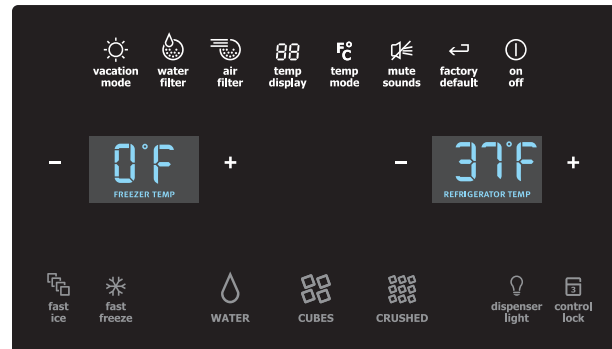 88 F°C
vacation water air temp temp mute factory on
mode filter filter display mode sounds default off
- 0°F + - 37°F +
FREEZER TEMP REFRIGERATOR TEMP
3
fast fast WATER CUBES CRUSHED dispenser control
ice freeze light lock